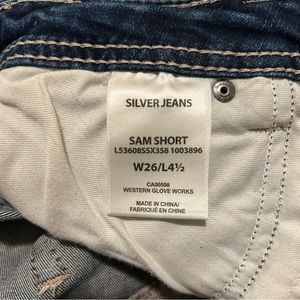 SILVER JEANS
SAM SHORT
L53608SSX358 1003896
W26/L4½
CA00508
WESTERN GLOVE WORKS
MADE IN CHINA/
FABRIQUÉ EN CHINE